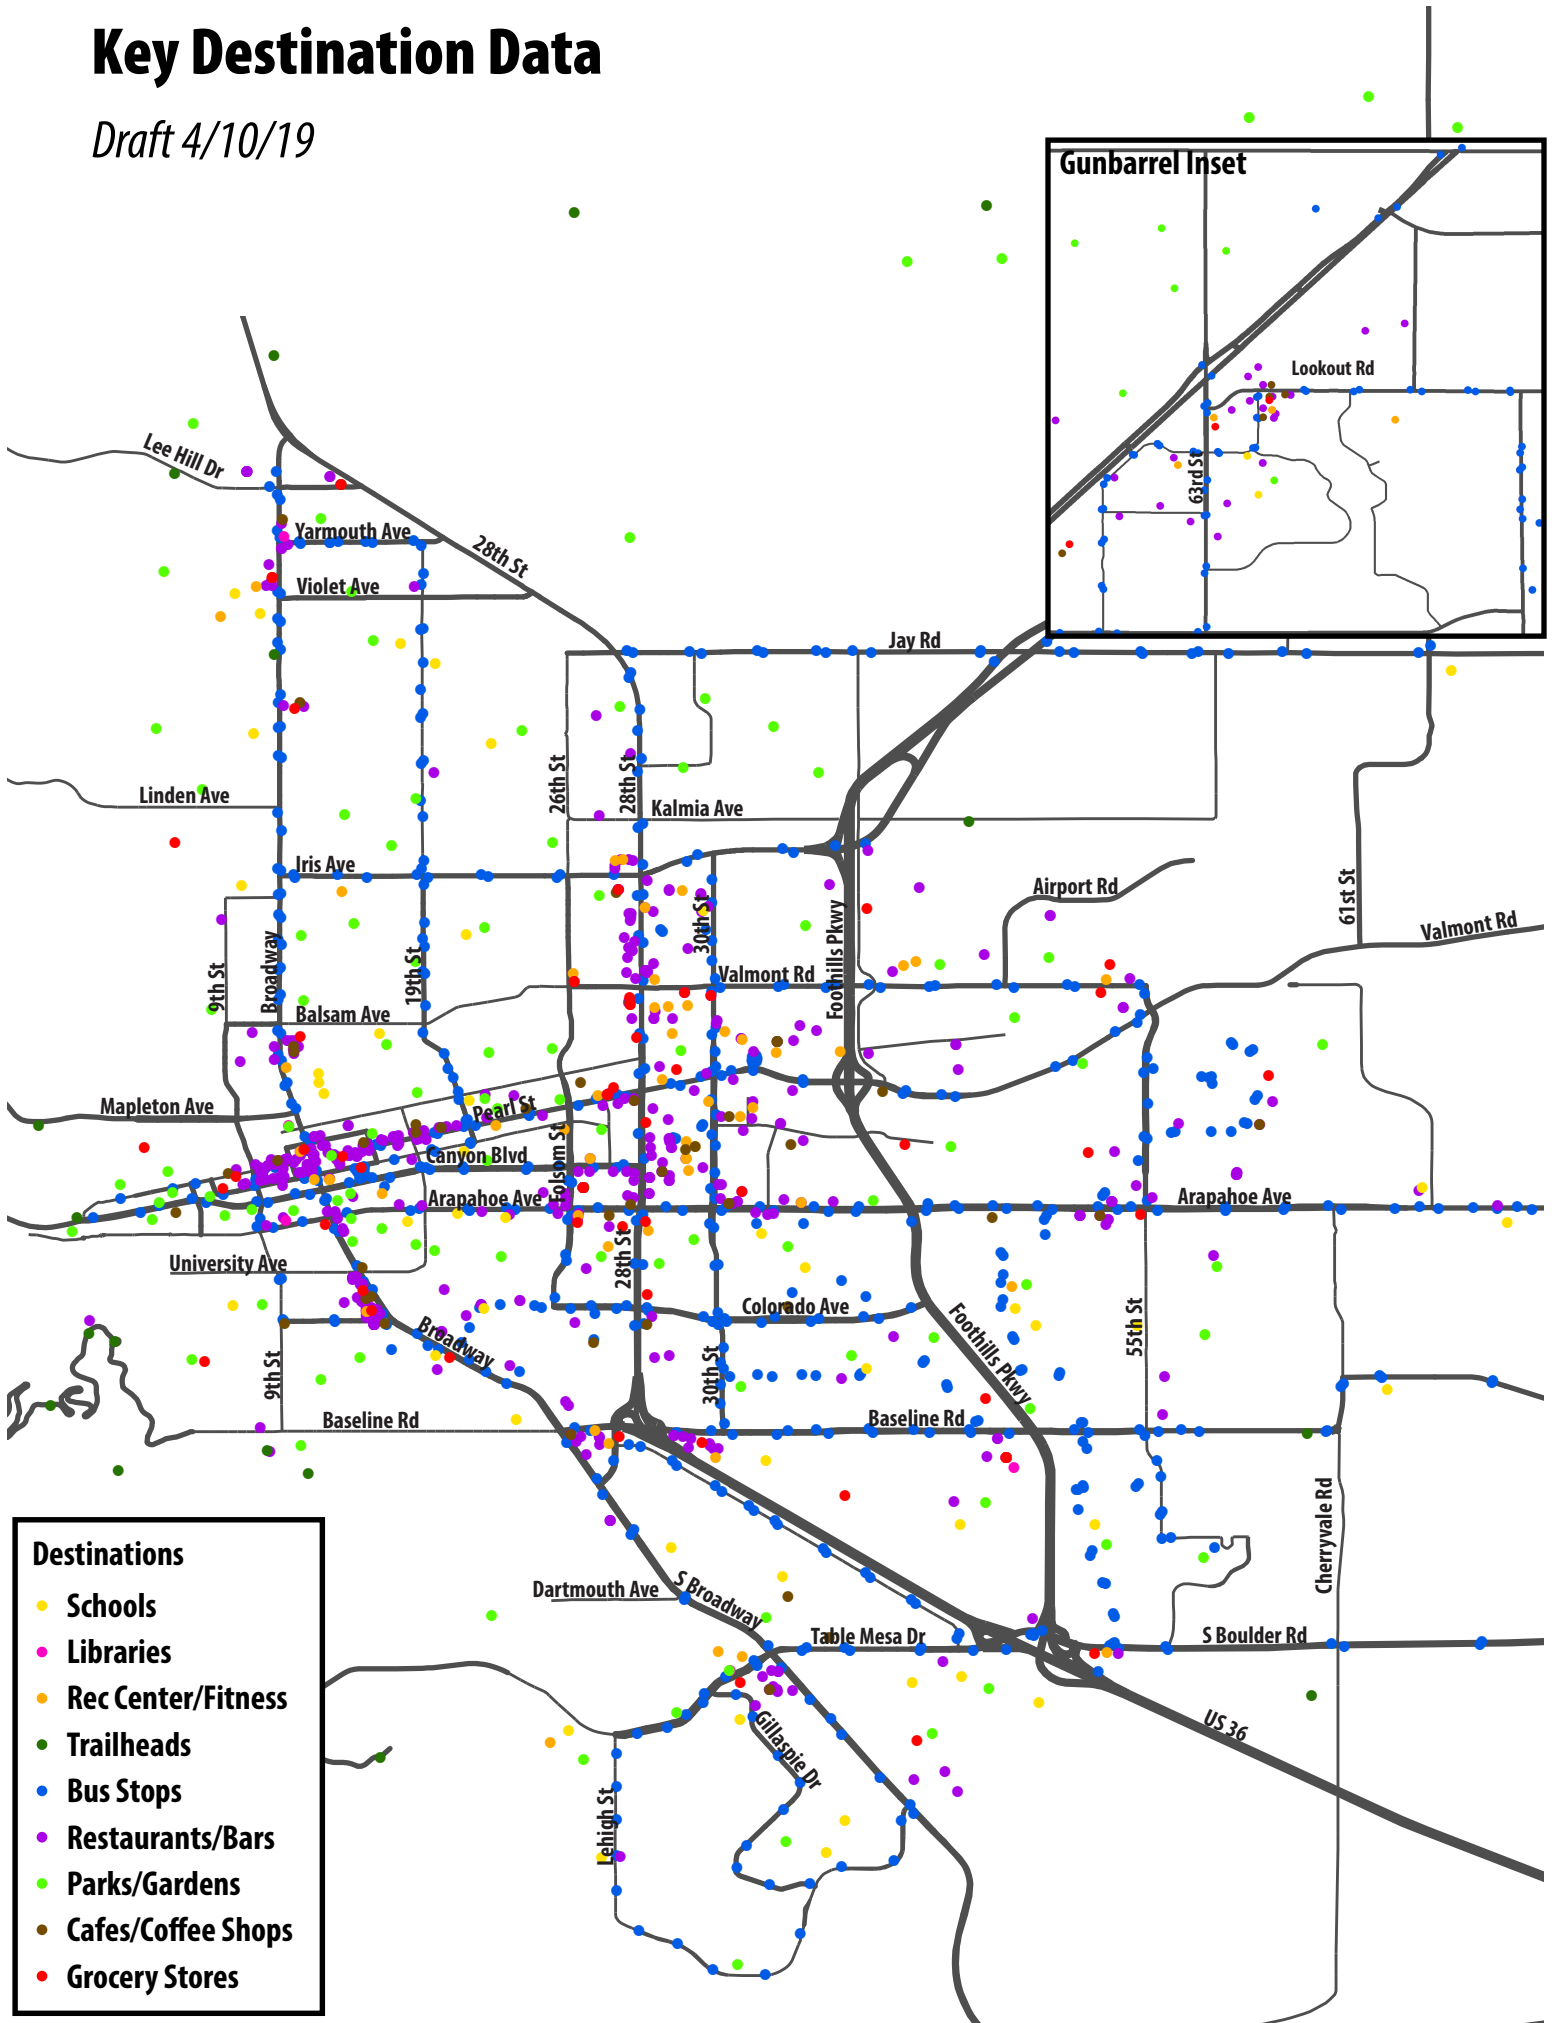 Key Destination Data
Draft 4/10/19
Gunbarrel Inset
Lookout Rd
63rd St
Lee Hill Dr
Yarmouth Ave
28th St
Violet Ave
Jay Rd
Linden Ave
26th St
28th St
Kalmia Ave
Iris Ave
Airport Rd
61st St
Valmont Rd
9th St
Broadway
19th St
30th St
Foothills Pkwy
Valmont Rd
Balsam Ave
Mapleton Ave
Pearl St
Canyon Blvd
Folsom St
Arapahoe Ave
Arapahoe Ave
University Ave
28th St
Colorado Ave
Foothills Pkwy
55th St
Broadway
9th St
30th St
Baseline Rd
Baseline Rd
Cherryvale Rd
Dartmouth Ave
S Broadway
Table Mesa Dr
S Boulder Rd
US 36
Gillaspie Dr
Lehigh St
Destinations
Schools
Libraries
Rec Center/Fitness
Trailheads
Bus Stops
Restaurants/Bars
Parks/Gardens
Cafes/Coffee Shops
Grocery Stores